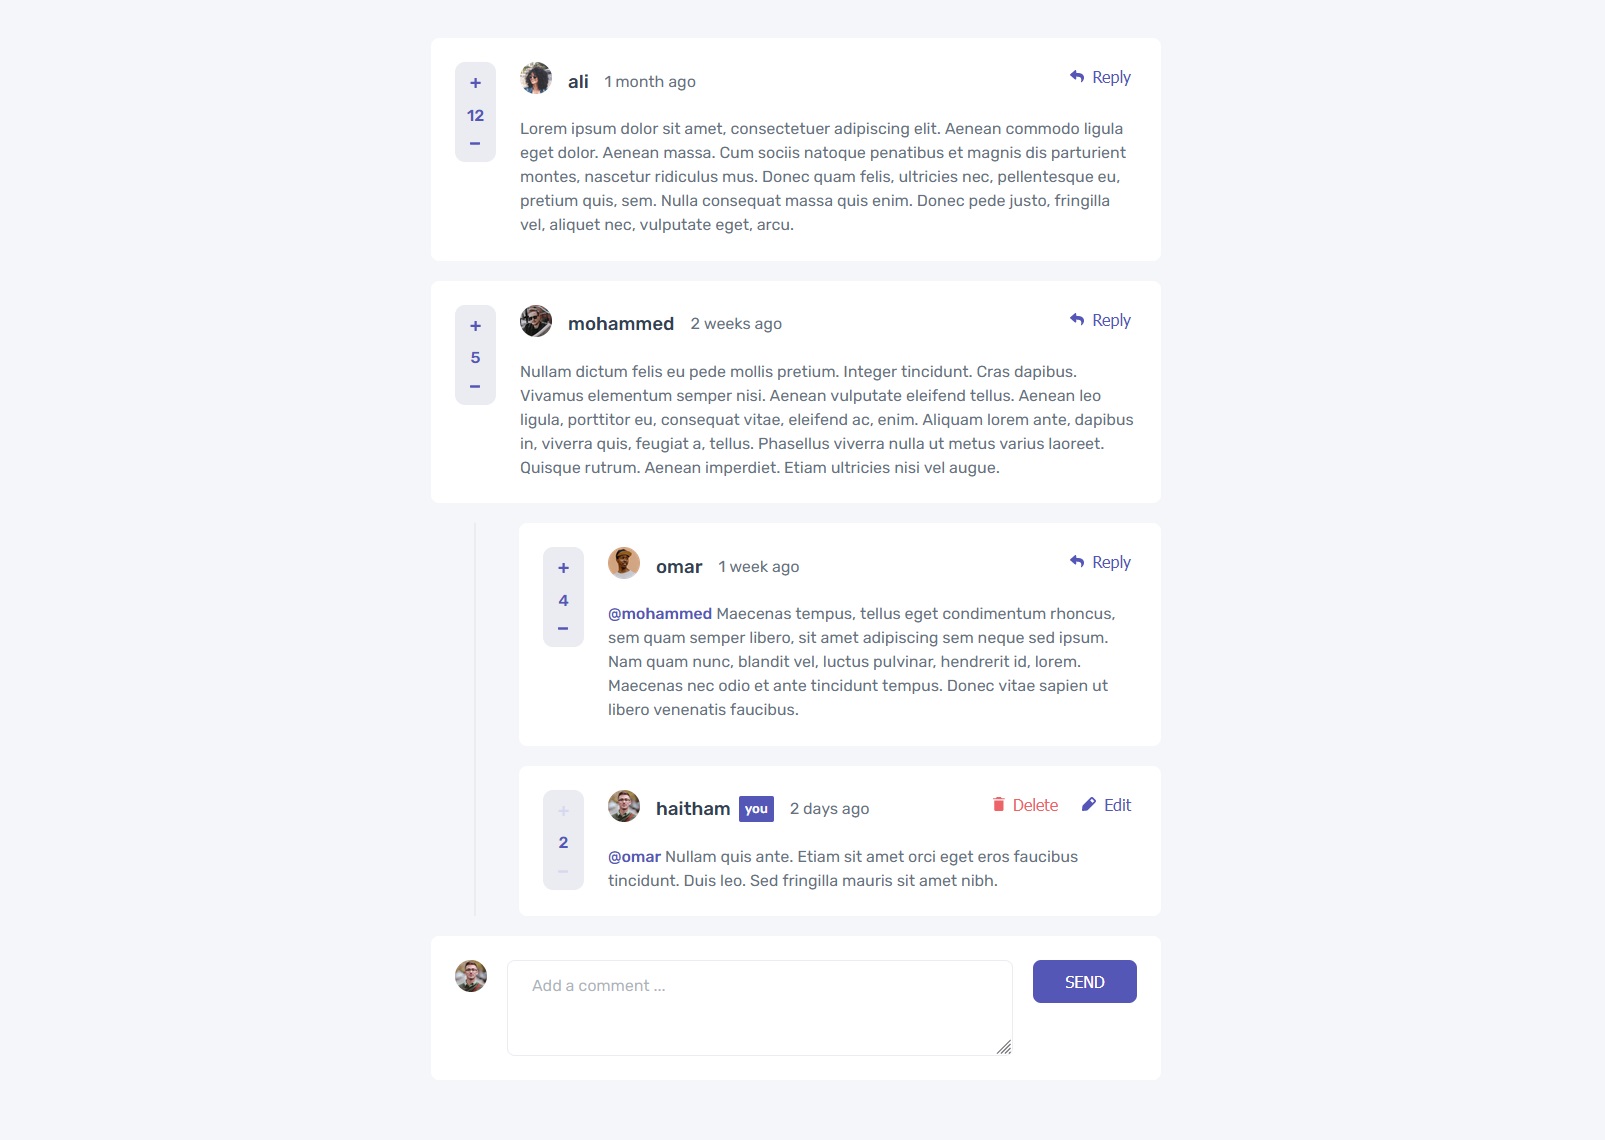 +
12
−
ali 1 month ago
Reply
Lorem ipsum dolor sit amet, consectetuer adipiscing elit. Aenean commodo ligula
eget dolor. Aenean massa. Cum sociis natoque penatibus et magnis dis parturient
montes, nascetur ridiculus mus. Donec quam felis, ultricies nec, pellentesque eu,
pretium quis, sem. Nulla consequat massa quis enim. Donec pede justo, fringilla
vel, aliquet nec, vulputate eget, arcu.
+
5
−
mohammed 2 weeks ago
Reply
Nullam dictum felis eu pede mollis pretium. Integer tincidunt. Cras dapibus.
Vivamus elementum semper nisi. Aenean vulputate eleifend tellus. Aenean leo
ligula, porttitor eu, consequat vitae, eleifend ac, enim. Aliquam lorem ante, dapibus
in, viverra quis, feugiat a, tellus. Phasellus viverra nulla ut metus varius laoreet.
Quisque rutrum. Aenean imperdiet. Etiam ultricies nisi vel augue.
+
4
−
omar 1 week ago
Reply
@mohammed Maecenas tempus, tellus eget condimentum rhoncus,
sem quam semper libero, sit amet adipiscing sem neque sed ipsum.
Nam quam nunc, blandit vel, luctus pulvinar, hendrerit id, lorem.
Maecenas nec odio et ante tincidunt tempus. Donec vitae sapien ut
libero venenatis faucibus.
+
2
−
haitham you 2 days ago
Delete Edit
@omar Nullam quis ante. Etiam sit amet orci eget eros faucibus
tincidunt. Duis leo. Sed fringilla mauris sit amet nibh.
Add a comment ...
SEND